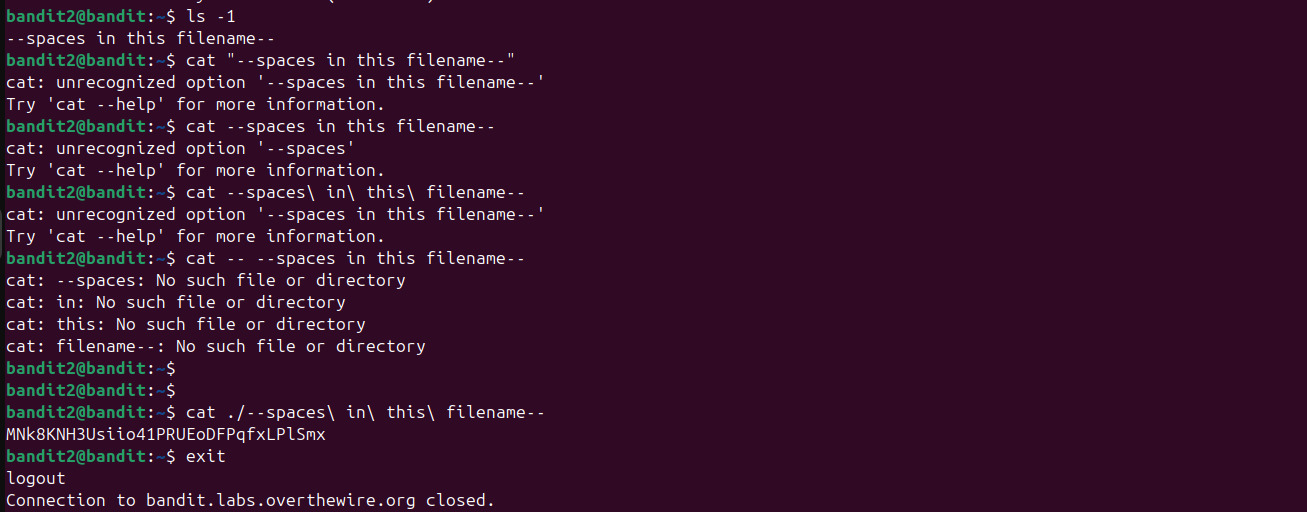 bandit2@bandit:~$ ls -1
--spaces in this filename--
bandit2@bandit:~$ cat "--spaces in this filename--"
cat: unrecognized option '--spaces in this filename--'
Try 'cat --help' for more information.
bandit2@bandit:~$ cat --spaces in this filename--
cat: unrecognized option '--spaces'
Try 'cat --help' for more information.
bandit2@bandit:~$ cat --spaces\ in\ this\ filename--
cat: unrecognized option '--spaces in this filename--'
Try 'cat --help' for more information.
bandit2@bandit:~$ cat -- --spaces in this filename--
cat: --spaces: No such file or directory
cat: in: No such file or directory
cat: this: No such file or directory
cat: filename--: No such file or directory
bandit2@bandit:~$
bandit2@bandit:~$
bandit2@bandit:~$ cat ./--spaces\ in\ this\ filename--
MNk8KNH3Usiio41PRUEoDFPqfxLPlSmx
bandit2@bandit:~$ exit
logout
Connection to bandit.labs.overthewire.org closed.